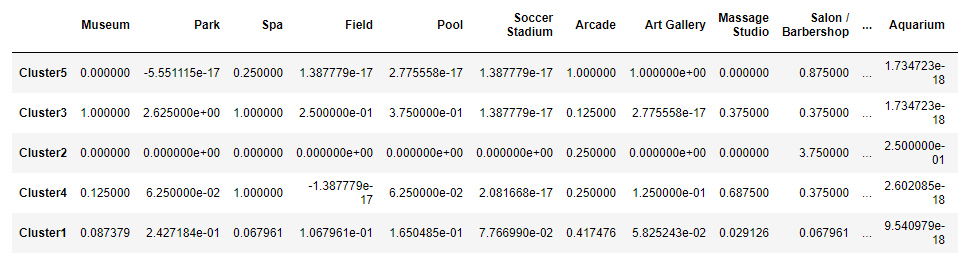 Museum Park Spa Field Pool Soccer Stadium Arcade Art Gallery Massage Studio Salon / Barbershop ... Aquarium
Cluster5 0.000000 -5.551115e-17 0.250000 1.387779e-17 2.775558e-17 1.387779e-17 1.000000 1.000000e+00 0.000000 0.875000 ... 1.734723e-18
Cluster3 1.000000 2.625000e+00 1.000000 2.500000e-01 3.750000e-01 1.387779e-17 0.125000 2.775558e-17 0.375000 0.375000 ... 1.734723e-18
Cluster2 0.000000 0.000000e+00 0.000000 0.000000e+00 0.000000e+00 0.000000e+00 0.250000 0.000000e+00 0.000000 3.750000 ... 2.500000e-01
Cluster4 0.125000 6.250000e-02 1.000000 -1.387779e-17 6.250000e-02 2.081668e-17 0.250000 1.250000e-01 0.687500 0.375000 ... 2.602085e-18
Cluster1 0.087379 2.427184e-01 0.067961 1.067961e-01 1.650485e-01 7.766990e-02 0.417476 5.825243e-02 0.029126 0.067961 ... 9.540979e-18